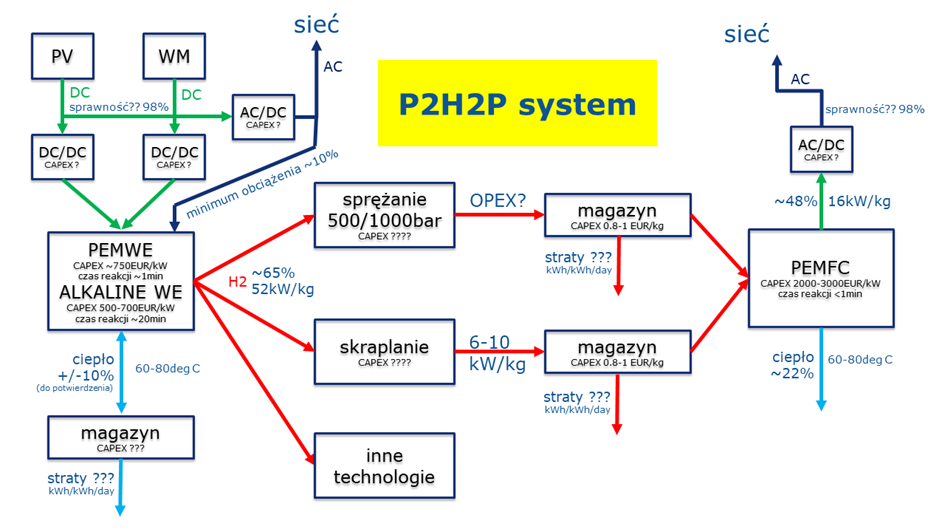 sieć
sieć
PV
WM
AC
AC
DC
DC
sprawność?? 98%
P2H2P system
sprawność?? 98%
AC/DC
CAPEX ?
DC/DC
CAPEX ?
DC/DC
CAPEX ?
AC/DC
CAPEX ?
minimum obciążenia ~10%
sprężanie
500/1000bar
CAPEX ????
OPEX?
magazyn
CAPEX 0.8-1 EUR/kg
~48%
16kW/kg
PEMWE
CAPEX ~750EUR/kW
czas reakcji ~1min
ALKALINE WE
CAPEX 500-700EUR/kW
czas reakcji ~20min
H2
~65%
52kW/kg
straty ???
kWh/kWh/day
PEMFC
CAPEX 2000-3000EUR/kW
czas reakcji <1min
skraplanie
CAPEX ????
6-10
kW/kg
magazyn
CAPEX 0.8-1 EUR/kg
ciepło
+/-10%
(do potwierdzenia)
60-80deg C
ciepło
~22%
60-80deg C
straty ???
kWh/kWh/day
magazyn
CAPEX ???
inne
technologie
straty ???
kWh/kWh/day